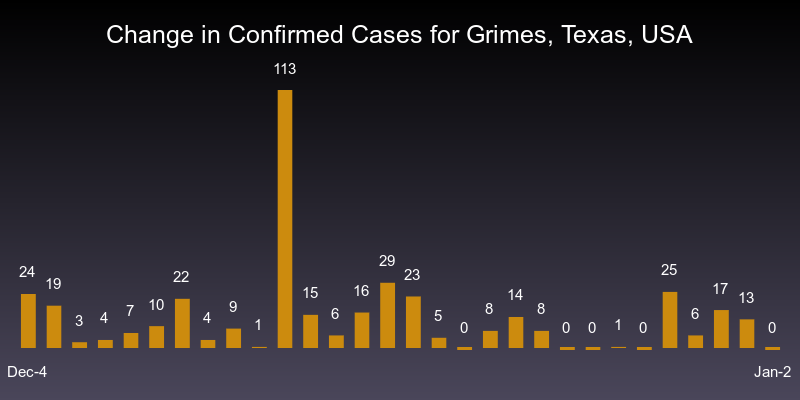 Change in Confirmed Cases for Grimes, Texas, USA
113
24 19 3 4 7 10 22 4 9 1 15 6 16 29 23 5 0 8 14 8 0 0 1 0 25 6 17 13 0
Dec-4 Jan-2